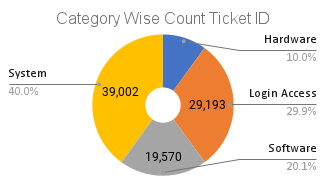 Category Wise Count Ticket ID
Hardware
10.0%
System
40.0%
39,002
29,193
Login Access
29.9%
19,570
Software
20.1%